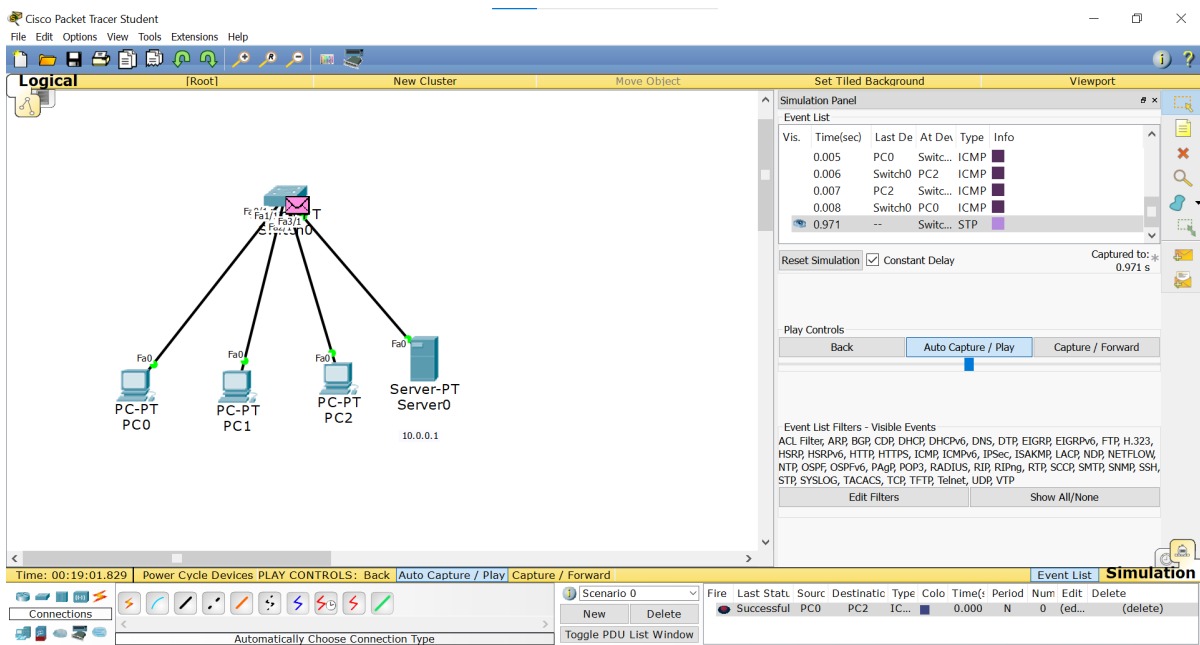 Cisco Packet Tracer Student
File Edit Options View Tools Extensions Help
Logical [Root] New Cluster Move Object Set Tiled Background Viewport
Simulation Panel
Event List
Vis. Time(sec) Last De At Dev Type Info
0.005 PC0 Switc... ICMP
0.006 Switch0 PC2 ICMP
0.007 PC2 Switc... ICMP
0.008 Switch0 PC0 ICMP
0.971 -- Switc... STP
Reset Simulation Constant Delay Captured to: *
0.971 s
Fa1/1
Fa3/1
Fa2/1
Switch0
Play Controls
Back Auto Capture / Play Capture / Forward
Fa0 Fa0 Fa0 Fa0
PC-PT
PC0
PC-PT
PC1
PC-PT
PC2
Server-PT
Server0
10.0.0.1
Event List Filters - Visible Events
ACL Filter, ARP, BGP, CDP, DHCP, DHCPv6, DNS, DTP, EIGRP, EIGRPv6, FTP, H.323,
HSRP, HSRPv6, HTTP, HTTPS, ICMP, ICMPv6, IPSec, ISAKMP, LACP, NDP, NETFLOW,
NTP, OSPF, OSPFv6, PAgP, POP3, RADIUS, RIP, RIPng, RTP, SCCP, SMTP, SNMP, SSH,
STP, SYSLOG, TACACS, TCP, TFTP, Telnet, UDP, VTP
Edit Filters Show All/None
Time: 00:19:01.829 Power Cycle Devices PLAY CONTROLS: Back Auto Capture / Play Capture / Forward Event List Simulation
Connections
Automatically Choose Connection Type
Scenario 0
New Delete
Toggle PDU List Window
Fire Last Statu Sourc Destinatic Type Colo Time(s Period Num Edit Delete
Successful PC0 PC2 IC... 0.000 N 0 (ed... (delete)